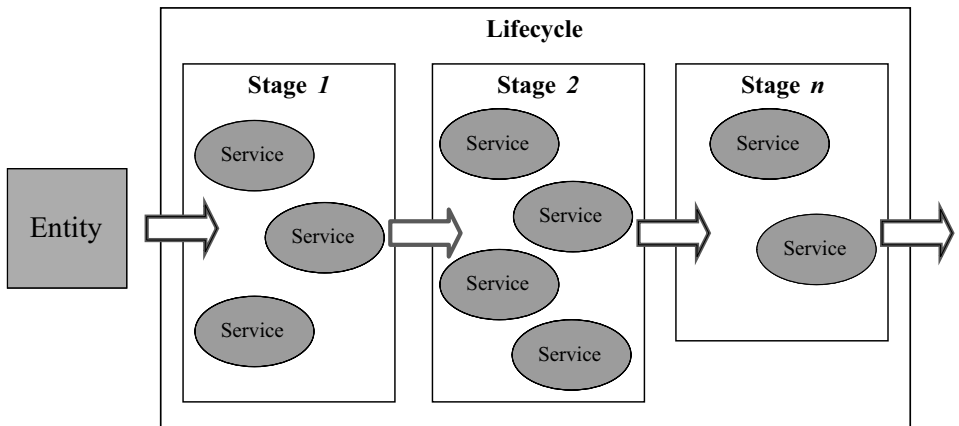 Lifecycle
Stage 1
Stage 2
Stage n
Service
Service
Service
Service
Service
Service
Service
Service
Service
Entity